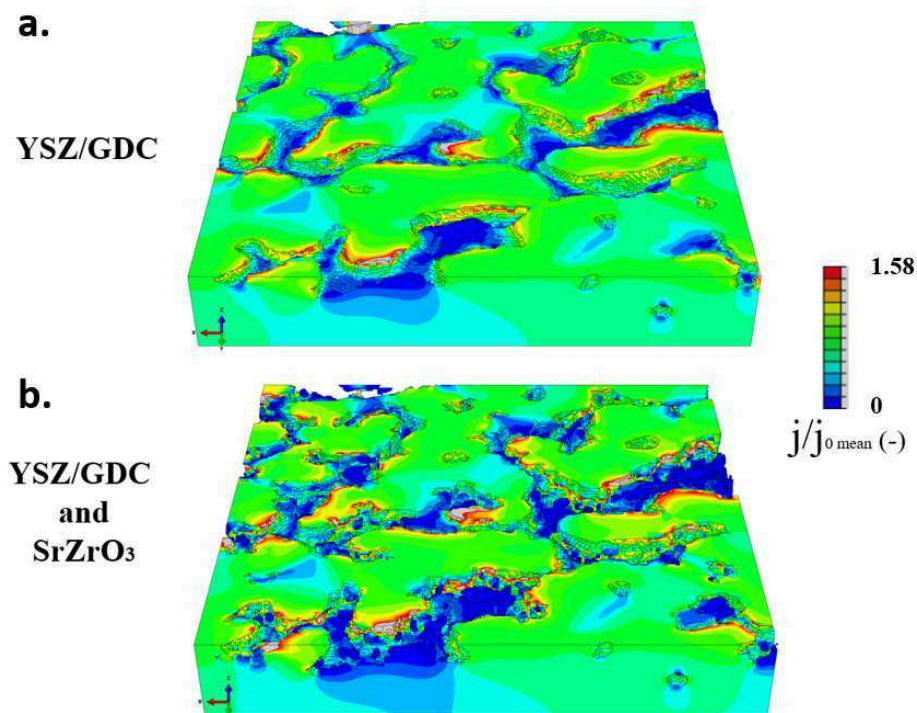 a.
YSZ/GDC
x
z
Y
1.58
0
j/j0 mean (-)
b.
YSZ/GDC
and
SrZrO3
x
z